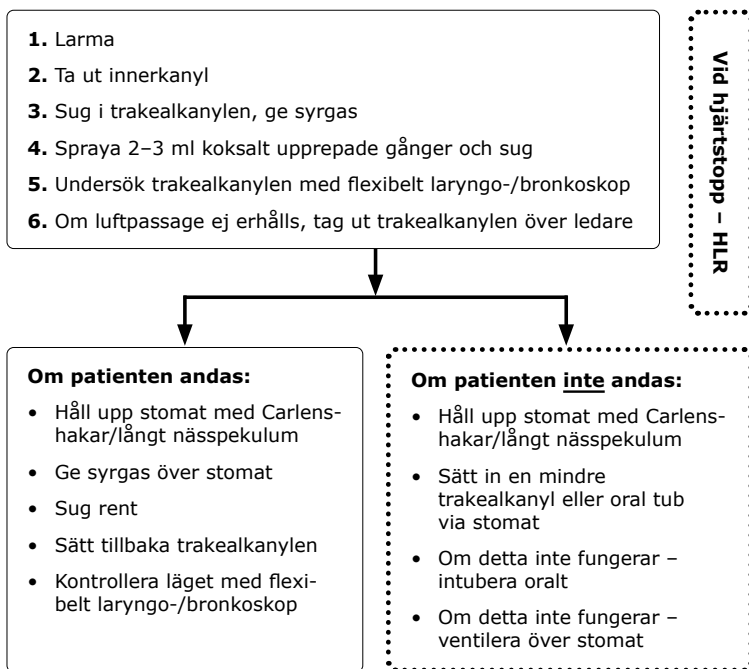 1. Larma
2. Ta ut innerkanyl
3. Sug i trakealkanylen, ge syrgas
4. Spraya 2–3 ml koksalt upprepade gånger och sug
5. Undersök trakealkanylen med flexibelt laryngo-/bronkoskop
6. Om luftpassage ej erhålls, tag ut trakealkanylen över ledare
Vid hjärtstopp – HLR
Om patienten andas:
• Håll upp stomat med Carlens-
hakar/långt nässpekulum
• Ge syrgas över stomat
• Sug rent
• Sätt tillbaka trakealkanylen
• Kontrollera läget med flexi-
belt laryngo-/bronkoskop
Om patienten inte andas:
• Håll upp stomat med Carlens-
hakar/långt nässpekulum
• Sätt in en mindre
trakealkanyl eller oral tub
via stomat
• Om detta inte fungerar –
intubera oralt
• Om detta inte fungerar –
ventilera över stomat